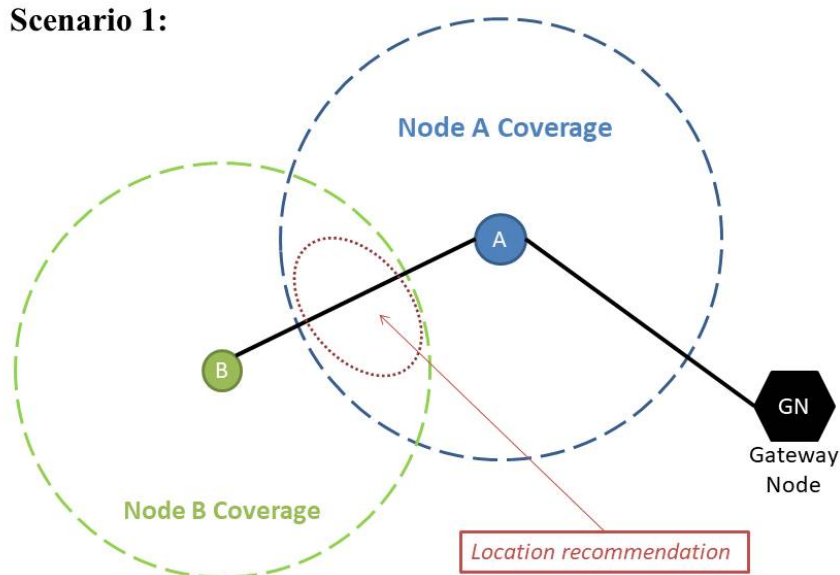 Scenario 1:
Node A Coverage
A
B
GN
Gateway
Node
Node B Coverage
Location recommendation